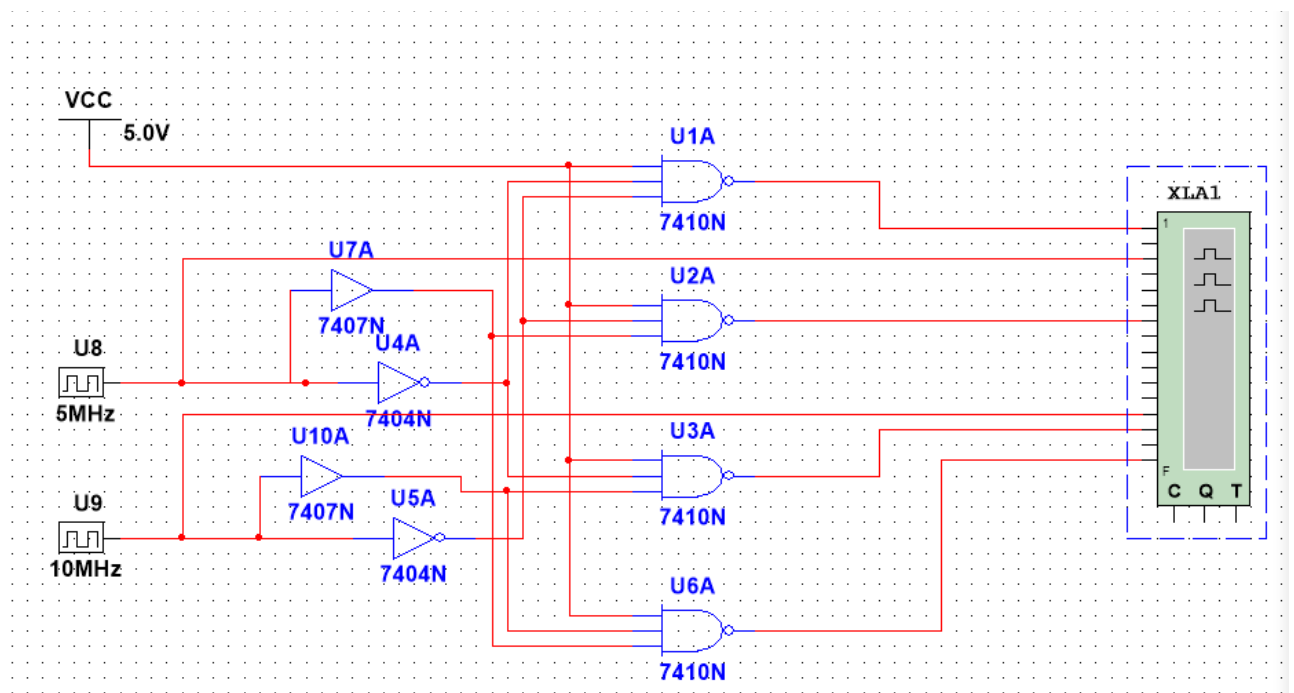 VCC
5.0V
U1A
7410N
XLA1
1
U7A
7407N
U2A
7410N
U8
5MHz
U4A
7404N
U10A
7407N
U3A
7410N
F
C Q T
U9
10MHz
U5A
7404N
U6A
7410N